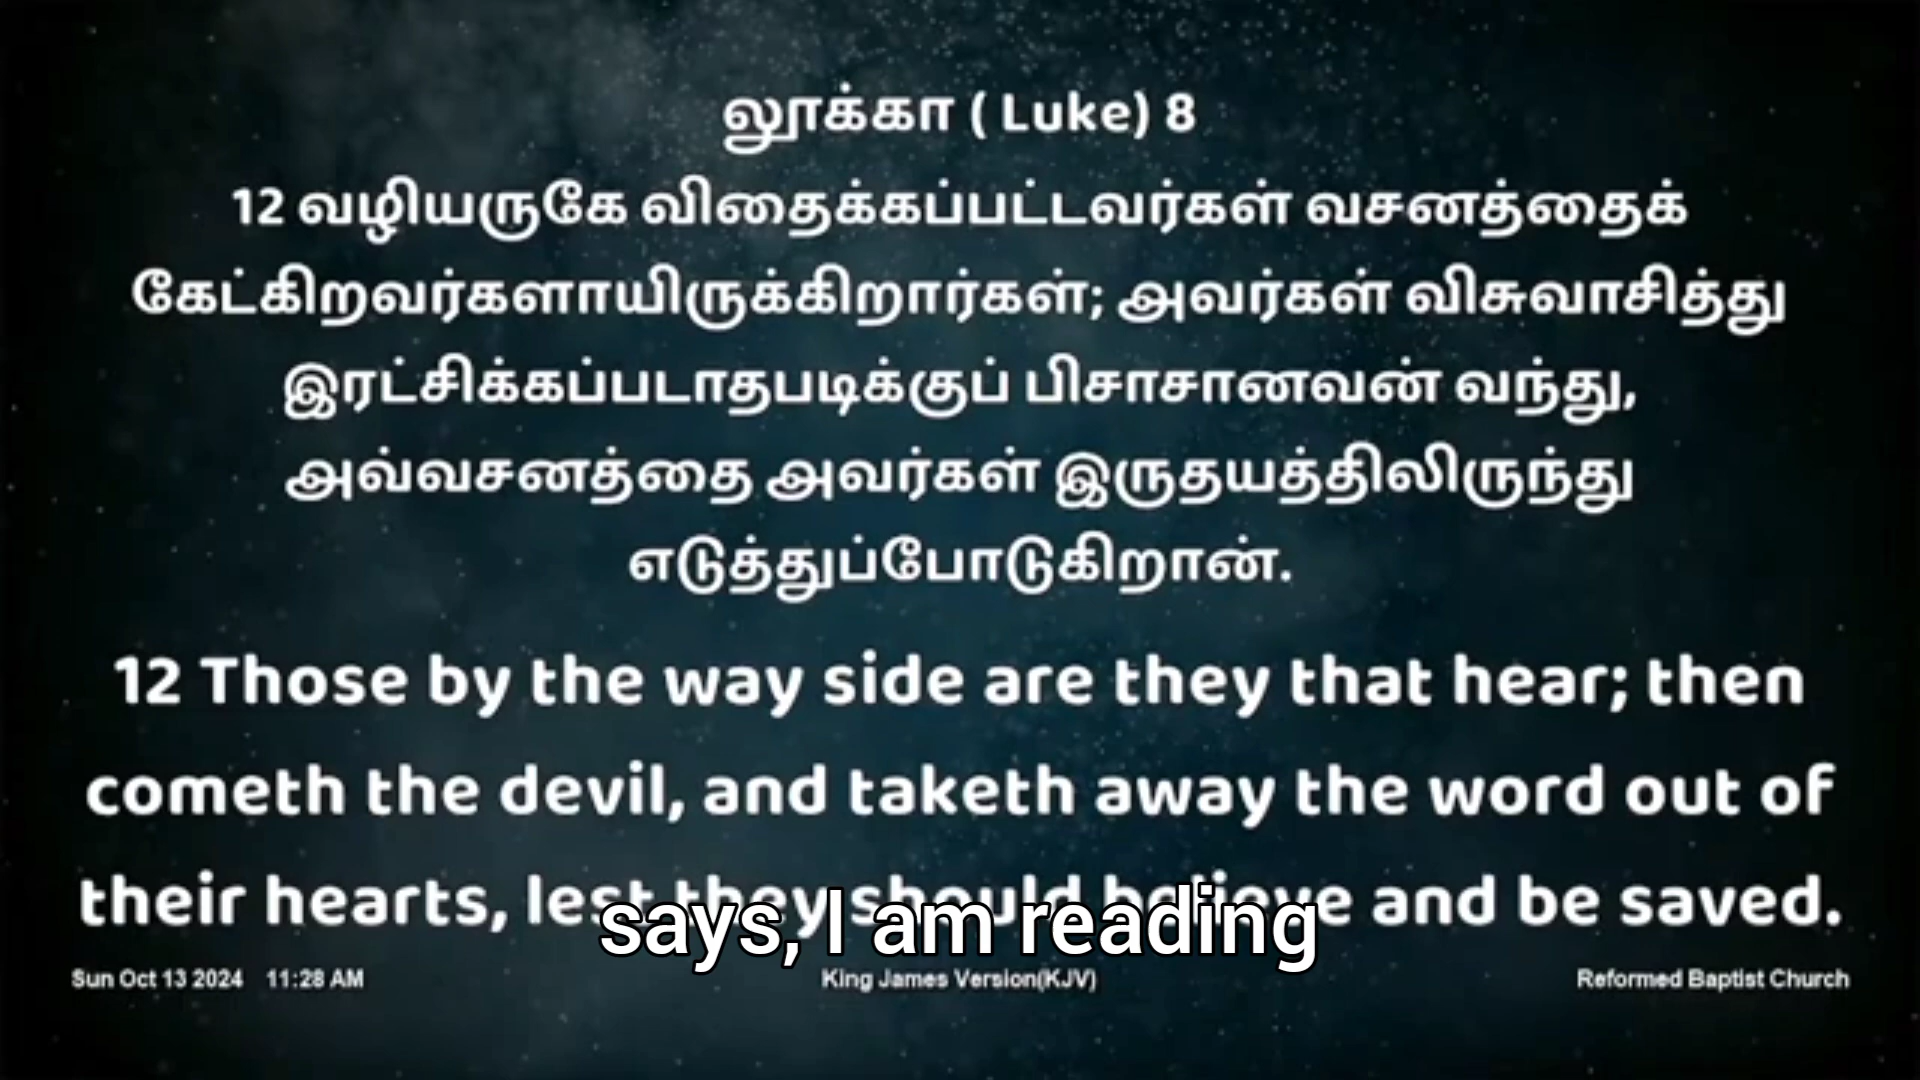 லூக்கா ( Luke) 8
12 வழியருகே விதைக்கப்பட்டவர்கள் வசனத்தைக்
கேட்கிறவர்களாயிருக்கிறார்கள்; அவர்கள் விசுவாசித்து
இரட்சிக்கப்படாதபடிக்குப் பிசாசானவன் வந்து,
அவ்வசனத்தை அவர்கள் இருதயத்திலிருந்து
எடுத்துப்போடுகிறான்.
12 Those by the way side are they that hear; then
cometh the devil, and taketh away the word out of
their hearts, lest they should believe and be saved.
says, I am reading
Sun Oct 13 2024 11:28 AM King James Version(KJV) Reformed Baptist Church